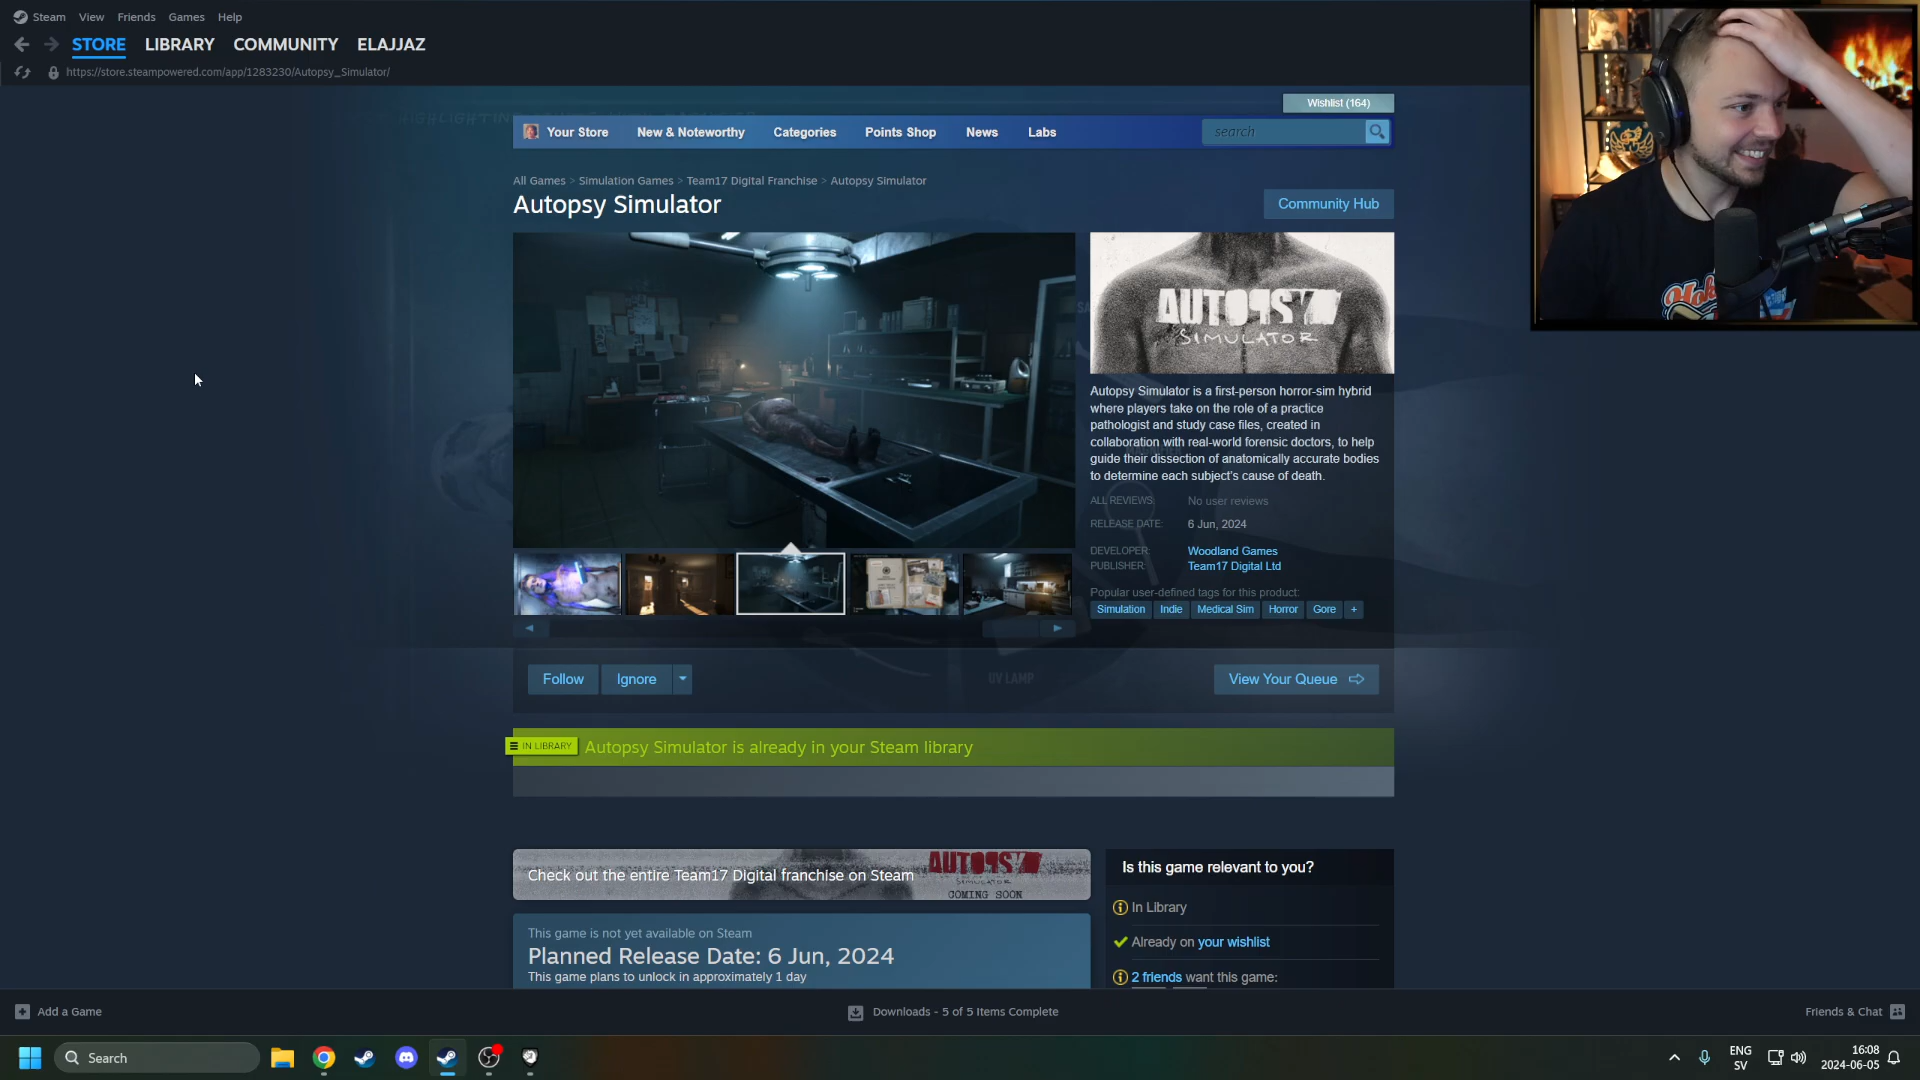 Steam View Friends Games Help
STORE LIBRARY COMMUNITY ELAJJAZ
https://store.steampowered.com/app/1283230/Autopsy_Simulator/
Wishlist (164)
Your Store New & Noteworthy Categories Points Shop News Labs search
All Games > Simulation Games > Team17 Digital Franchise > Autopsy Simulator
Autopsy Simulator
Community Hub
AUTOPSY
SIMULATOR
Autopsy Simulator is a first-person horror-sim hybrid
where players take on the role of a practice
pathologist and study case files, created in
collaboration with real-world forensic doctors, to help
guide their dissection of anatomically accurate bodies
to determine each subject's cause of death.
ALL REVIEWS: No user reviews
RELEASE DATE: 6 Jun, 2024
DEVELOPER: Woodland Games
PUBLISHER: Team17 Digital Ltd
Popular user-defined tags for this product:
Simulation Indie Medical Sim Horror Gore +
Follow Ignore
UV LAMP
View Your Queue
IN LIBRARY Autopsy Simulator is already in your Steam library
Check out the entire Team17 Digital franchise on Steam
AUTOPSY
SIMULATOR
COMING SOON
This game is not yet available on Steam
Planned Release Date: 6 Jun, 2024
This game plans to unlock in approximately 1 day
Is this game relevant to you?
In Library
Already on your wishlist
2 friends want this game:
Add a Game
Downloads - 5 of 5 Items Complete
Friends & Chat
Search
ENG
SV
16:08
2024-06-05